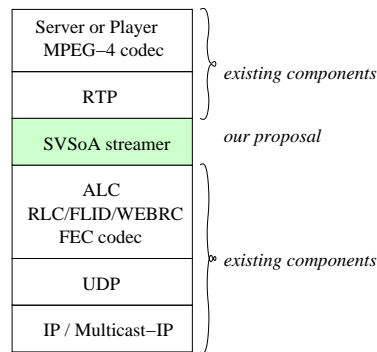 Server or Player
MPEG−4 codec
existing components
RTP
SVSoA streamer
our proposal
ALC
RLC/FLID/WEBRC
FEC codec
existing components
UDP
IP / Multicast−IP